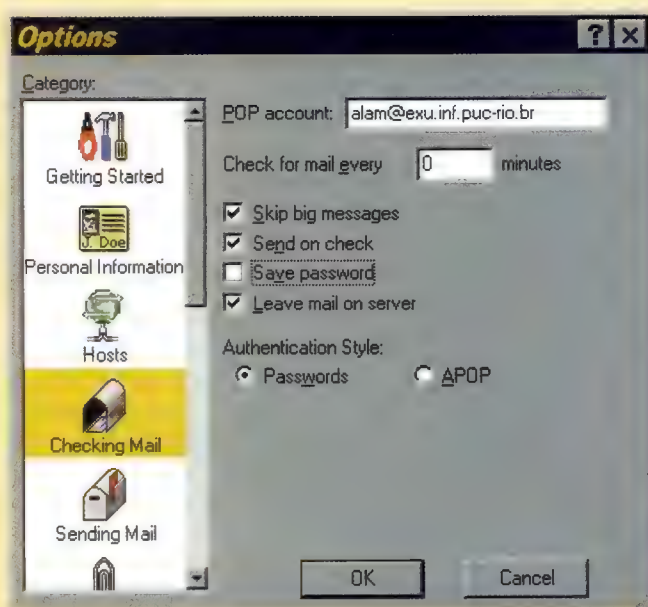 Options
Category:
Getting Started
J. Doe
Personal Information
Hosts
Checking Mail
Sending Mail
POP account: alam@exu.inf.puc-rio.br
Check for mail every 0 minutes
Skip big messages
Send on check
Save password
Leave mail on server
Authentication Style:
Passwords APOP
OK Cancel